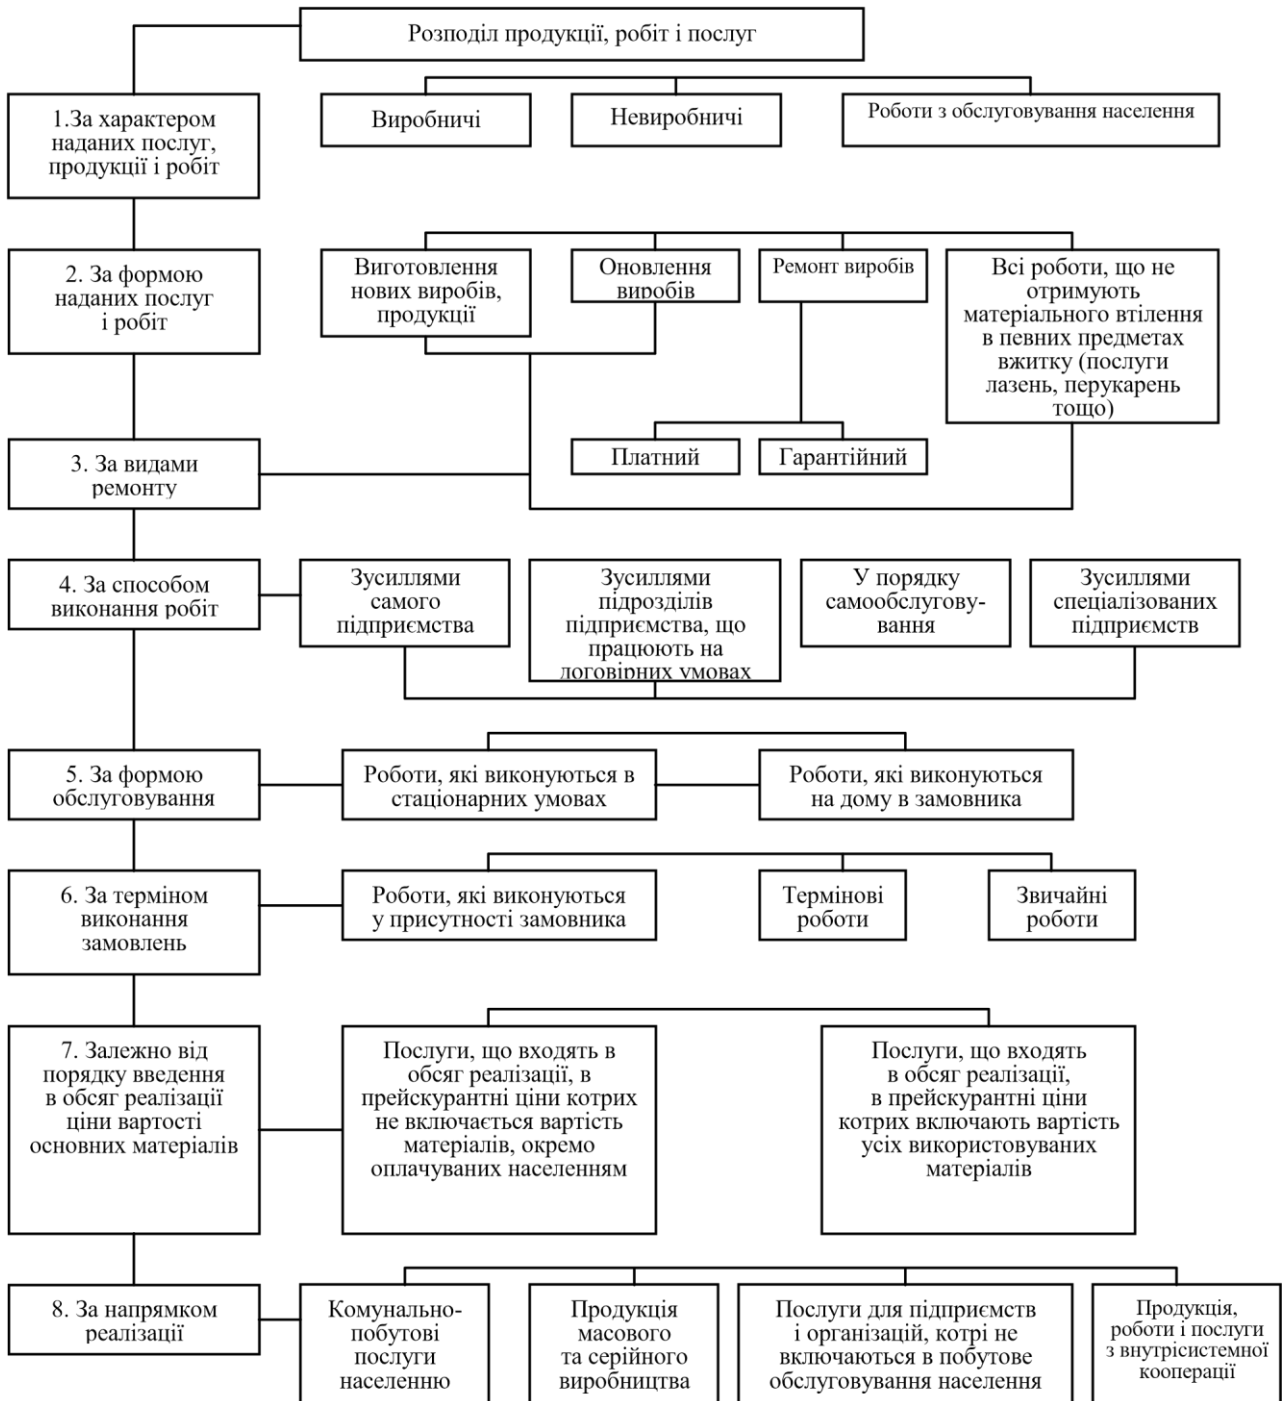 Розподіл продукції, робіт і послуг
1.За характером
наданих послуг,
продукції і робіт
Виробничі
Невиробничі
Роботи з обслуговування населення
2. За формою
наданих послуг
і робіт
Виготовлення
нових виробів,
продукції
Оновлення
виробів
Ремонт виробів
Всі роботи, що не
отримують
матеріального втілення
в певних предметах
вжитку (послуги
лазень, перукарень
тощо)
3. За видами
ремонту
Платний
Гарантійний
4. За способом
виконання робіт
Зусиллями
самого
підприємства
Зусиллями
підрозділів
підприємства, що
працюють на
договірних умовах
У порядку
самообслугову-
вання
Зусиллями
спеціалізованих
підприємств
5. За формою
обслуговування
Роботи, які виконуються в
стаціонарних умовах
Роботи, які виконуються
на дому в замовника
6. За терміном
виконання
замовлень
Роботи, які виконуються
у присутності замовника
Термінові
роботи
Звичайні
роботи
7. Залежно від
порядку введення
в обсяг реалізації
ціни вартості
основних матеріалів
Послуги, що входять в
обсяг реалізації, в
прейскурантні ціни котрих
не включається вартість
матеріалів, окремо
оплачуваних населенням
Послуги, що входять
в обсяг реалізації,
в прейскурантні ціни
котрих включають вартість
усіх використовуваних
матеріалів
8. За напрямком
реалізації
Комунально-
побутові
послуги
населенню
Продукція
масового
та серійного
виробництва
Послуги для підприємств
і організацій, котрі не
включаються в побутове
обслуговування населення
Продукція,
роботи і послуги
з внутрісистемної
кооперації